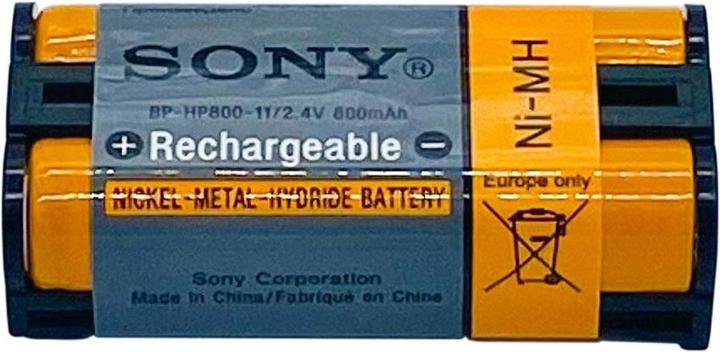 SONY®
BP-HP800-11/2.4V 800mAh
+ Rechargeable −
NICKEL-METAL-HYDRIDE BATTERY
Sony Corporation
Made in China/Fabriqué en Chine
Ni-MH
Europe only